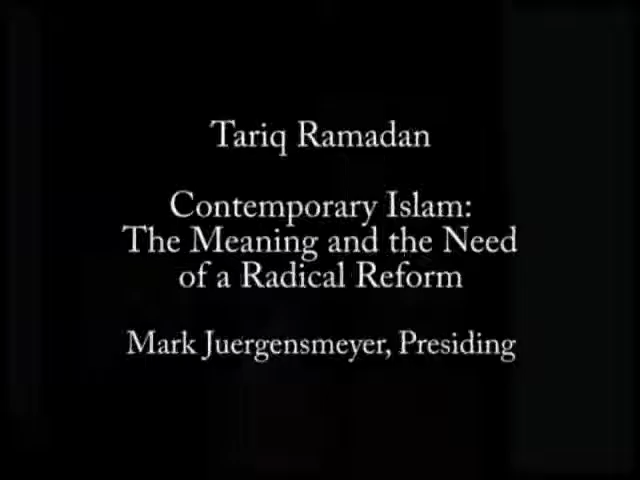 Tariq Ramadan
Contemporary Islam:
The Meaning and the Need
of a Radical Reform
Mark Juergensmeyer, Presiding